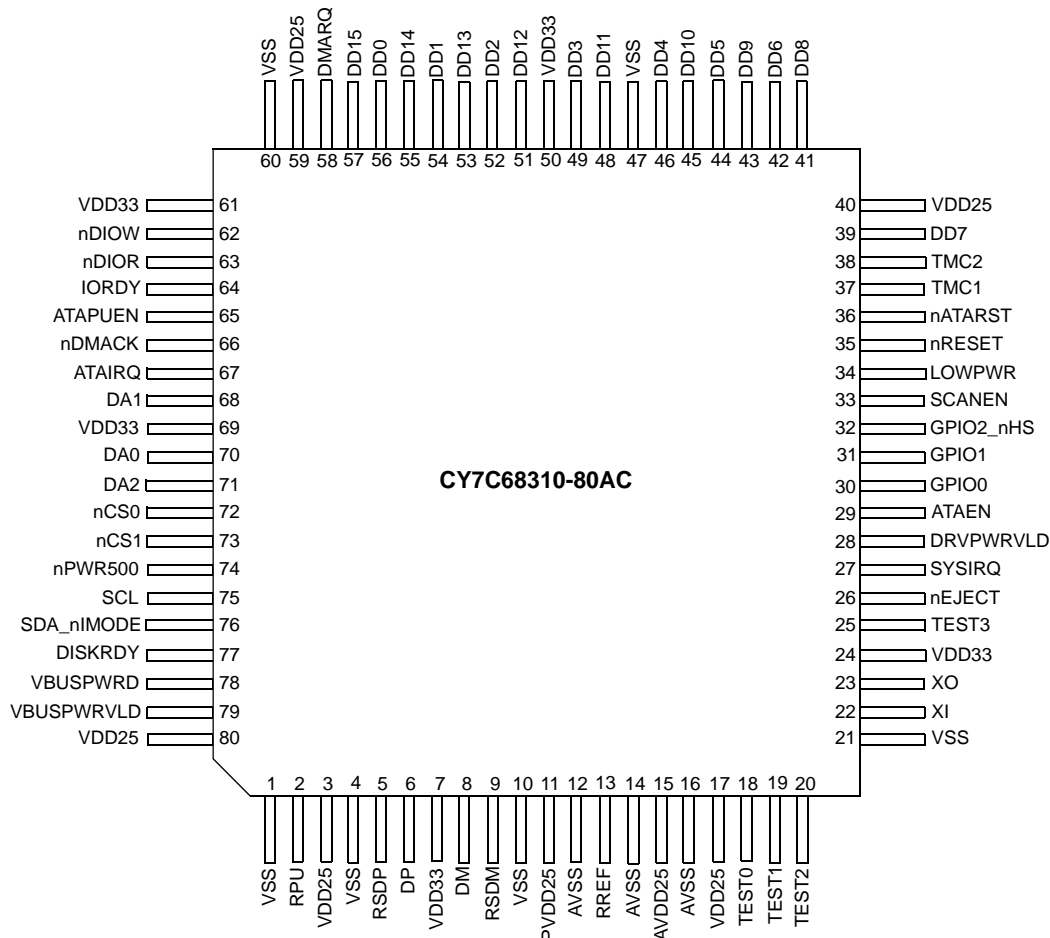 VSS
VDD25
DMARQ
DD15
DD0
DD14
DD1
DD13
DD2
DD12
VDD33
DD3
DD11
VSS
DD4
DD10
DD5
DD9
DD6
DD8
60 59 58 57 56 55 54 53 52 51 50 49 48 47 46 45 44 43 42 41
VDD33 61
nDIOW 62
nDIOR 63
IORDY 64
ATAPUEN 65
nDMACK 66
ATAIRQ 67
DA1 68
VDD33 69
DA0 70
DA2 71
nCS0 72
nCS1 73
nPWR500 74
SCL 75
SDA_nIMODE 76
DISKRDY 77
VBUSPWRD 78
VBUSPWRVLD 79
VDD25 80
CY7C68310-80AC
40 VDD25
39 DD7
38 TMC2
37 TMC1
36 nATARST
35 nRESET
34 LOWPWR
33 SCANEN
32 GPIO2_nHS
31 GPIO1
30 GPIO0
29 ATAEN
28 DRVPWRVLD
27 SYSIRQ
26 nEJECT
25 TEST3
24 VDD33
23 XO
22 XI
21 VSS
1 2 3 4 5 6 7 8 9 10 11 12 13 14 15 16 17 18 19 20
VSS
RPU
VDD25
VSS
RSDP
DP
VDD33
DM
RSDM
VSS
PVDD25
AVSS
RREF
AVSS
AVDD25
AVSS
VDD25
TEST0
TEST1
TEST2